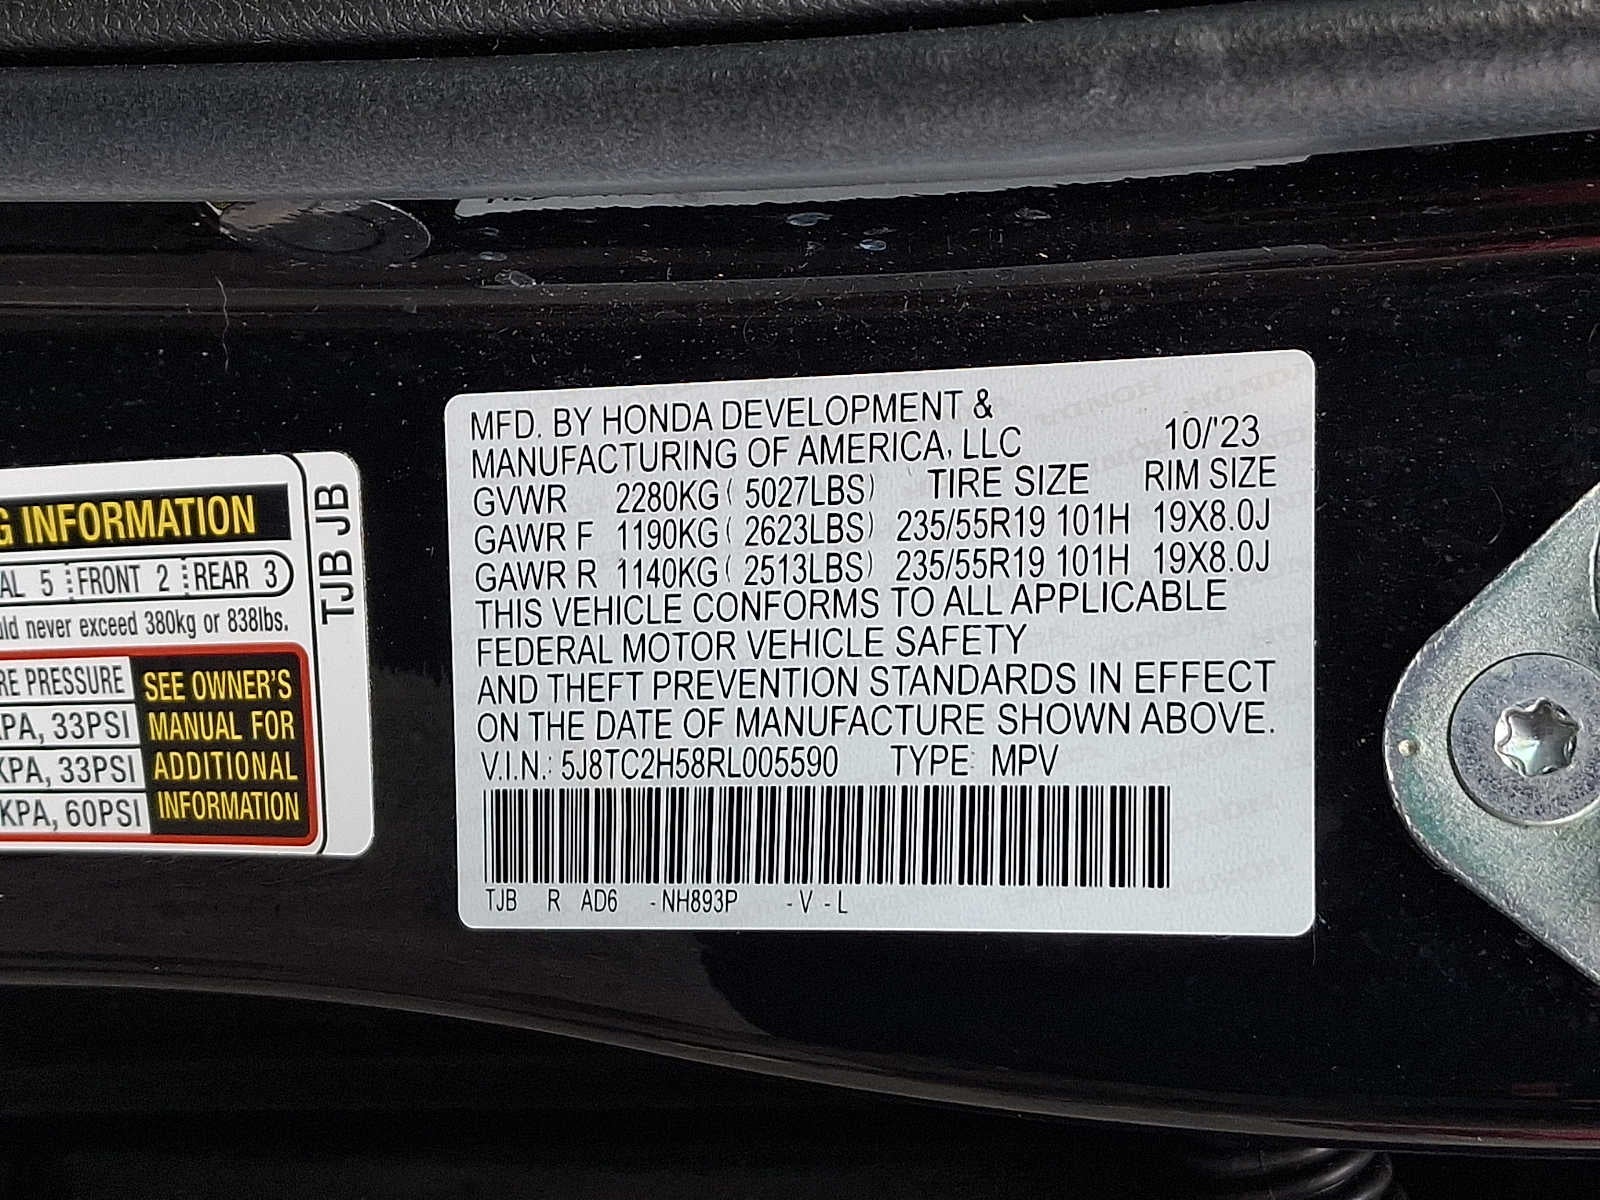 G INFORMATION
AL 5 FRONT 2 REAR 3
uld never exceed 380kg or 838lbs.
RE PRESSURE
KPA, 33PSI
KPA, 33PSI
KPA, 60PSI
SEE OWNER'S
MANUAL FOR
ADDITIONAL
INFORMATION
TJB JB
MFD. BY HONDA DEVELOPMENT &
MANUFACTURING OF AMERICA, LLC 10/'23
GVWR 2280KG ( 5027LBS) TIRE SIZE RIM SIZE
GAWR F 1190KG ( 2623LBS) 235/55R19 101H 19X8.0J
GAWR R 1140KG ( 2513LBS) 235/55R19 101H 19X8.0J
THIS VEHICLE CONFORMS TO ALL APPLICABLE
FEDERAL MOTOR VEHICLE SAFETY
AND THEFT PREVENTION STANDARDS IN EFFECT
ON THE DATE OF MANUFACTURE SHOWN ABOVE.
V.I.N.: 5J8TC2H58RL005590 TYPE: MPV
TJB R AD6 -NH893P -V -L